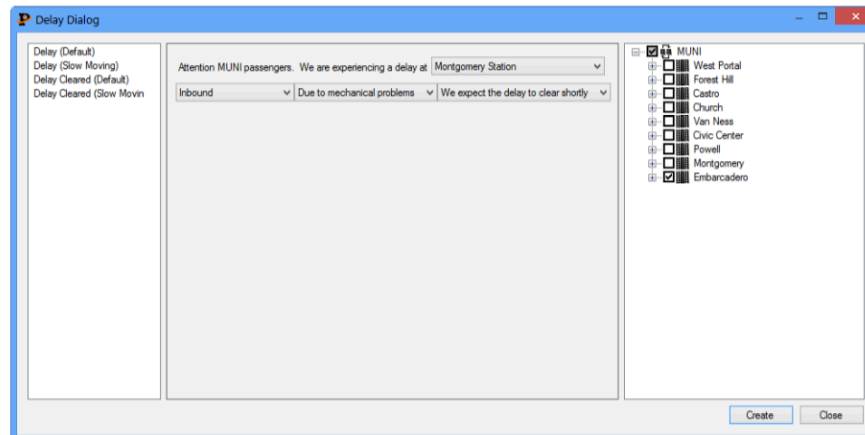 Delay Dialog
Delay (Default)
Delay (Slow Moving)
Delay Cleared (Default)
Delay Cleared (Slow Movin
Attention MUNI passengers. We are experiencing a delay at Montgomery Station
Inbound Due to mechanical problems We expect the delay to clear shortly
MUNI
West Portal
Forest Hill
Castro
Church
Van Ness
Civic Center
Powell
Montgomery
Embarcadero
Create Close